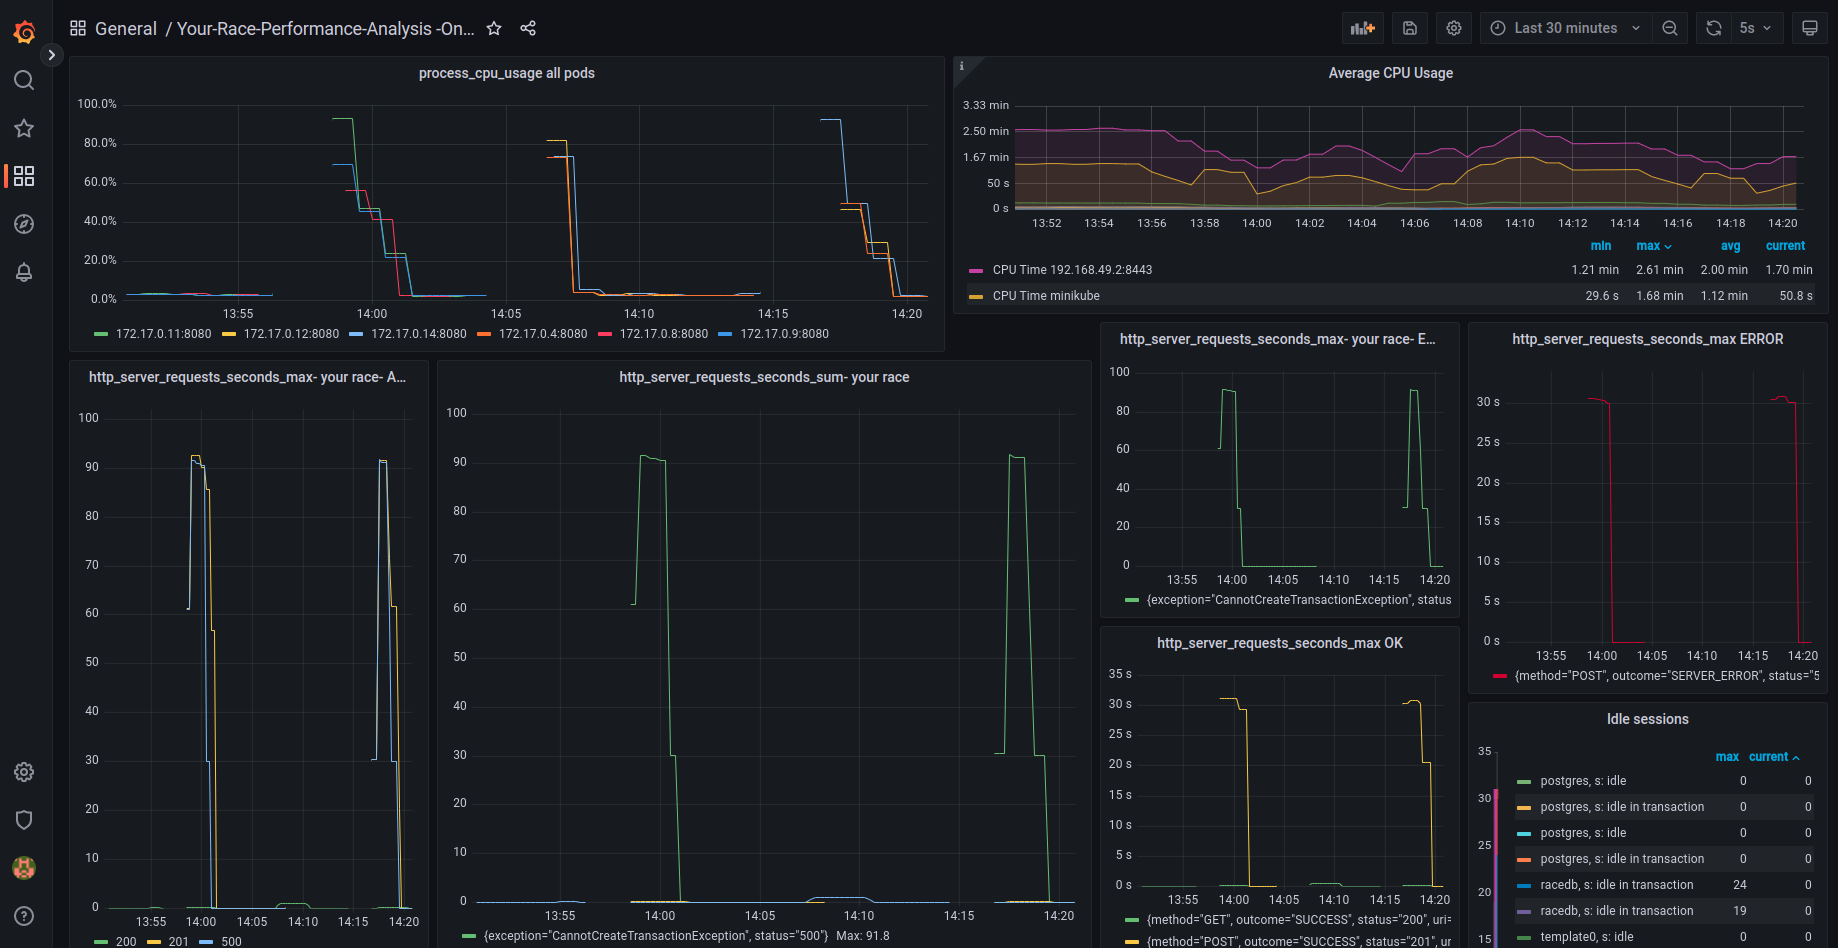 General / Your-Race-Performance-Analysis -On...
Last 30 minutes
5s
process_cpu_usage all pods
100.0%
80.0%
60.0%
40.0%
20.0%
0.0%
13:55 14:00 14:05 14:10 14:15 14:20
172.17.0.11:8080 172.17.0.12:8080 172.17.0.14:8080 172.17.0.4:8080 172.17.0.8:8080 172.17.0.9:8080
i
Average CPU Usage
3.33 min
2.50 min
1.67 min
50 s
0 s
13:52 13:54 13:56 13:58 14:00 14:02 14:04 14:06 14:08 14:10 14:12 14:14 14:16 14:18 14:20
min max avg current
CPU Time 192.168.49.2:8443 1.21 min 2.61 min 2.00 min 1.70 min
CPU Time minikube 29.6 s 1.68 min 1.12 min 50.8 s
http_server_requests_seconds_max- your race- A...
100
90
80
70
60
50
40
30
20
10
0
13:55 14:00 14:05 14:10 14:15 14:20
200 201 500
http_server_requests_seconds_sum- your race
100
90
80
70
60
50
40
30
20
10
0
13:55 14:00 14:05 14:10 14:15 14:20
{exception="CannotCreateTransactionException", status="500"} Max: 91.8
http_server_requests_seconds_max- your race- E...
100
80
60
40
20
0
13:55 14:00 14:05 14:10 14:15 14:20
{exception="CannotCreateTransactionException", status
http_server_requests_seconds_max OK
35 s
30 s
25 s
20 s
15 s
10 s
5 s
0 s
13:55 14:00 14:05 14:10 14:15 14:20
{method="GET", outcome="SUCCESS", status="200", uri=
{method="POST", outcome="SUCCESS", status="201", ur
http_server_requests_seconds_max ERROR
30 s
25 s
20 s
15 s
10 s
5 s
0 s
13:55 14:00 14:05 14:10 14:15 14:20
{method="POST", outcome="SERVER_ERROR", status="5
Idle sessions
35
30
25
20
15
max current
postgres, s: idle 0 0
postgres, s: idle in transaction 0 0
postgres, s: idle 0 0
postgres, s: idle in transaction 0 0
racedb, s: idle in transaction 24 0
racedb, s: idle in transaction 19 0
template0, s: idle 0 0